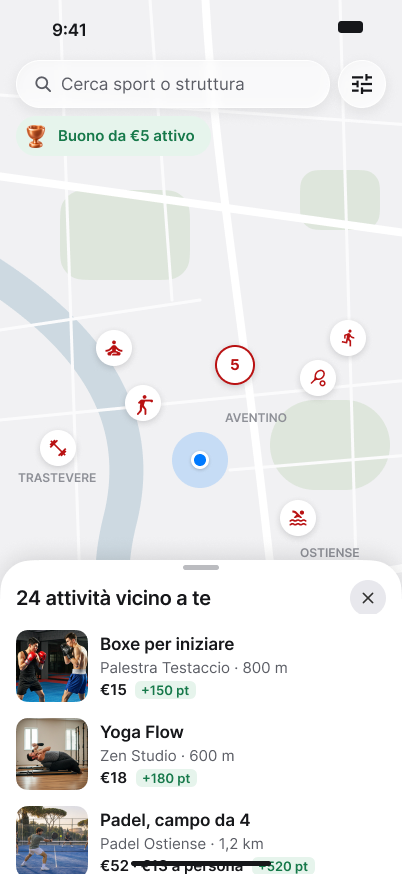 9:41
Cerca sport o struttura
Buono da €5 attivo
5
AVENTINO
TRASTEVERE
OSTIENSE
24 attività vicino a te
Boxe per iniziare
Palestra Testaccio · 800 m
€15 +150 pt
Yoga Flow
Zen Studio · 600 m
€18 +180 pt
Padel, campo da 4
Padel Ostiense · 1,2 km
€52 · €13 a persona +520 pt